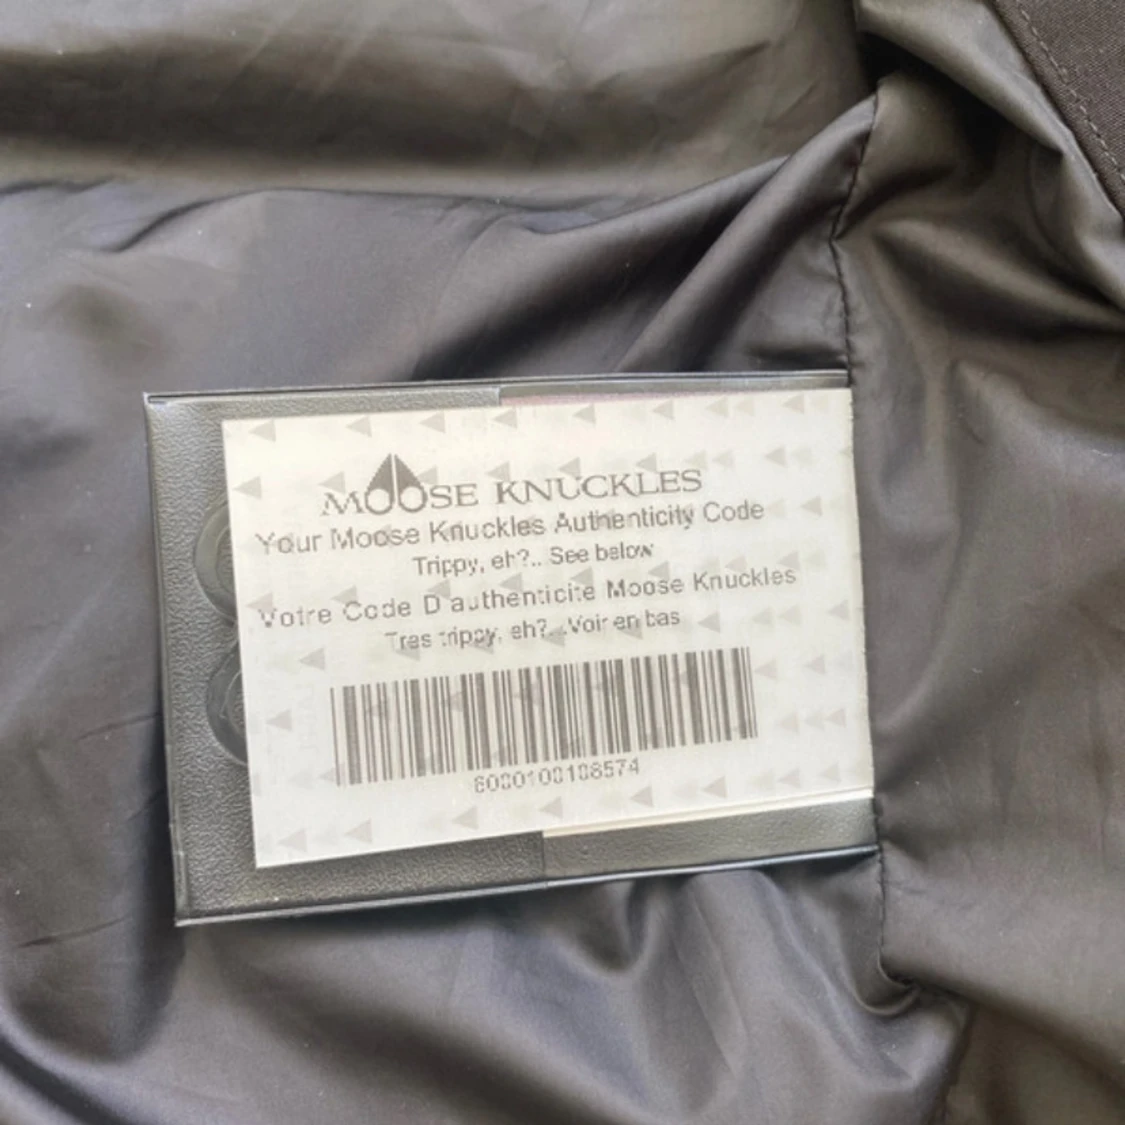 MOOSE KNUCKLES
Your Moose Knuckles Authenticity Code
Trippy, eh?.. See below
Votre Code D'authenticite Moose Knuckles
Tres trippy, eh?...Voir en bas
6000100108574